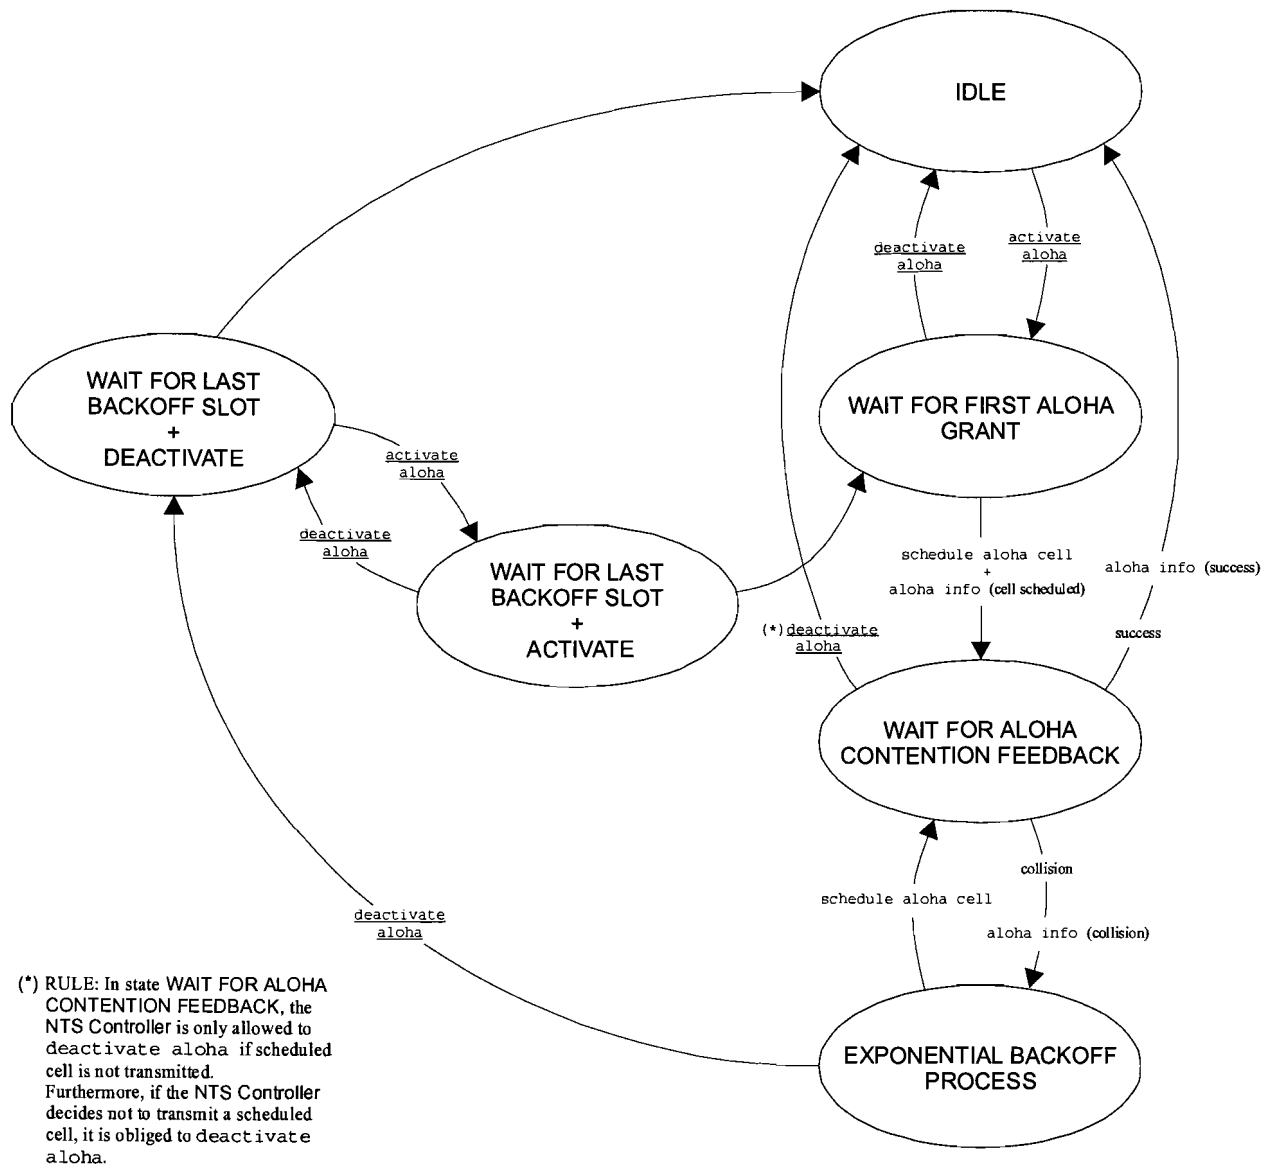 IDLE
deactivate
aloha
activate
aloha
WAIT FOR LAST
BACKOFF SLOT
+
DEACTIVATE
WAIT FOR FIRST ALOHA
GRANT
activate
aloha
deactivate
aloha
WAIT FOR LAST
BACKOFF SLOT
+
ACTIVATE
schedule aloha cell
+
aloha info (cell scheduled)
aloha info (success)
success
(*)deactivate
aloha
WAIT FOR ALOHA
CONTENTION FEEDBACK
collision
schedule aloha cell
aloha info (collision)
deactivate
aloha
EXPONENTIAL BACKOFF
PROCESS
(*) RULE: In state WAIT FOR ALOHA
CONTENTION FEEDBACK, the
NTS Controller is only allowed to
deactivate aloha if scheduled
cell is not transmitted.
Furthermore, if the NTS Controller
decides not to transmit a scheduled
cell, it is obliged to deactivate
aloha.